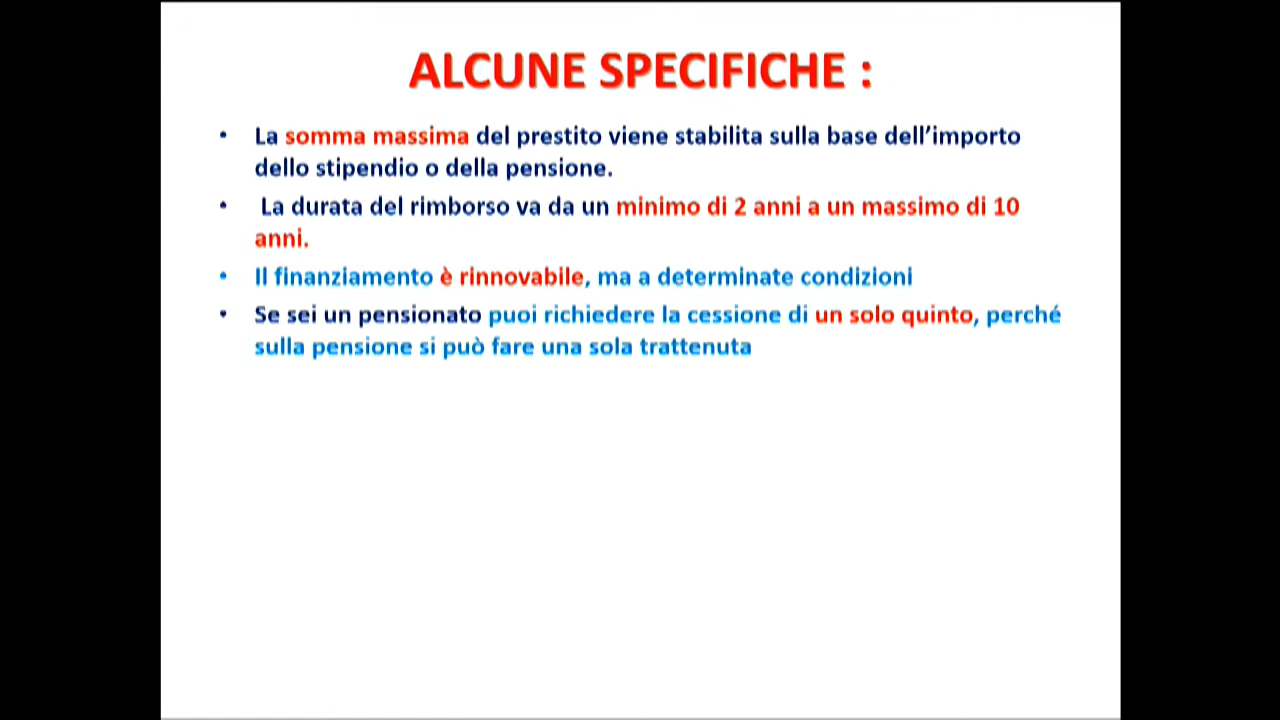 ALCUNE SPECIFICHE :
• La somma massima del prestito viene stabilita sulla base dell’importo
dello stipendio o della pensione.
• La durata del rimborso va da un minimo di 2 anni a un massimo di 10
anni.
• Il finanziamento è rinnovabile, ma a determinate condizioni
• Se sei un pensionato puoi richiedere la cessione di un solo quinto, perché
sulla pensione si può fare una sola trattenuta